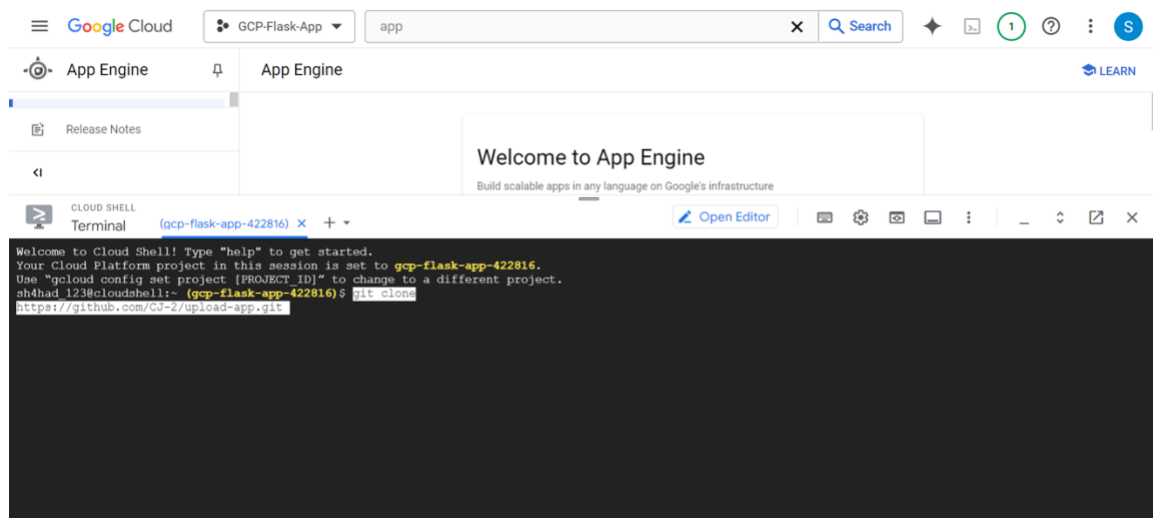 Google Cloud
GCP-Flask-App
app
Search
1
S
App Engine
App Engine
LEARN
Release Notes
Welcome to App Engine
Build scalable apps in any language on Google's infrastructure
CLOUD SHELL
Terminal
(gcp-flask-app-422816)
Open Editor
Welcome to Cloud Shell! Type "help" to get started.
Your Cloud Platform project in this session is set to gcp-flask-app-422816.
Use "gcloud config set project [PROJECT_ID]" to change to a different project.
sh4had_123@cloudshell:~ (gcp-flask-app-422816)$ git clone
https://github.com/CJ-2/upload-app.git